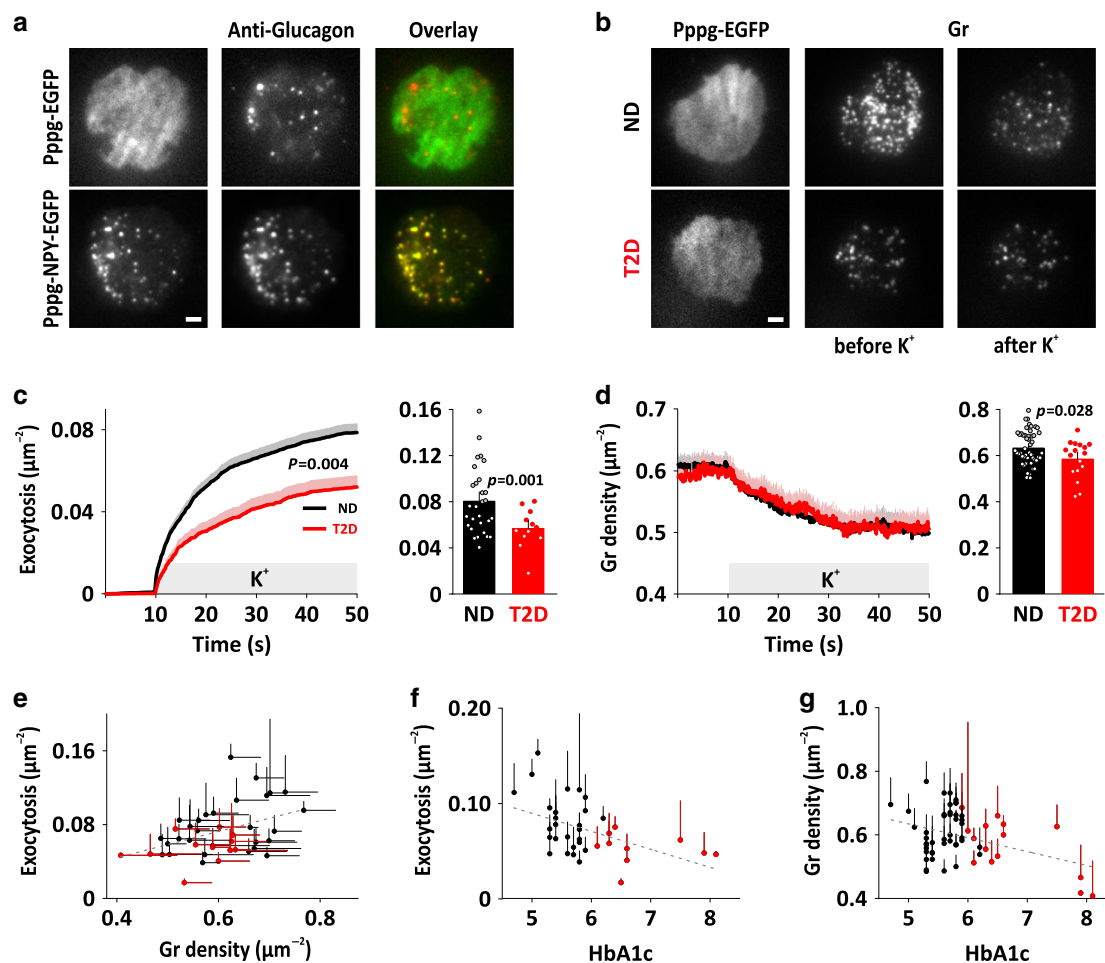 a
Anti-Glucagon
Overlay
Pppg-EGFP
Pppg-NPY-EGFP
b
Pppg-EGFP
Gr
ND
T2D
before K⁺
after K⁺
c
Exocytosis (µm⁻²)
0.08
0.04
0
P=0.004
ND
T2D
K⁺
10 20 30 40 50
Time (s)
0.16
0.12
0.08
0.04
0.00
p=0.001
ND T2D
d
Gr density (µm⁻²)
0.7
0.6
0.5
0.4
K⁺
10 20 30 40 50
Time (s)
0.8
0.6
0.4
0.2
0
p=0.028
ND T2D
e
Exocytosis (µm⁻²)
0.16
0.08
0
0.4 0.6 0.8
Gr density (µm⁻²)
f
Exocytosis (µm⁻²)
0.20
0.10
0
5 6 7 8
HbA1c
g
Gr density (µm⁻²)
1.0
0.8
0.6
0.4
5 6 7 8
HbA1c